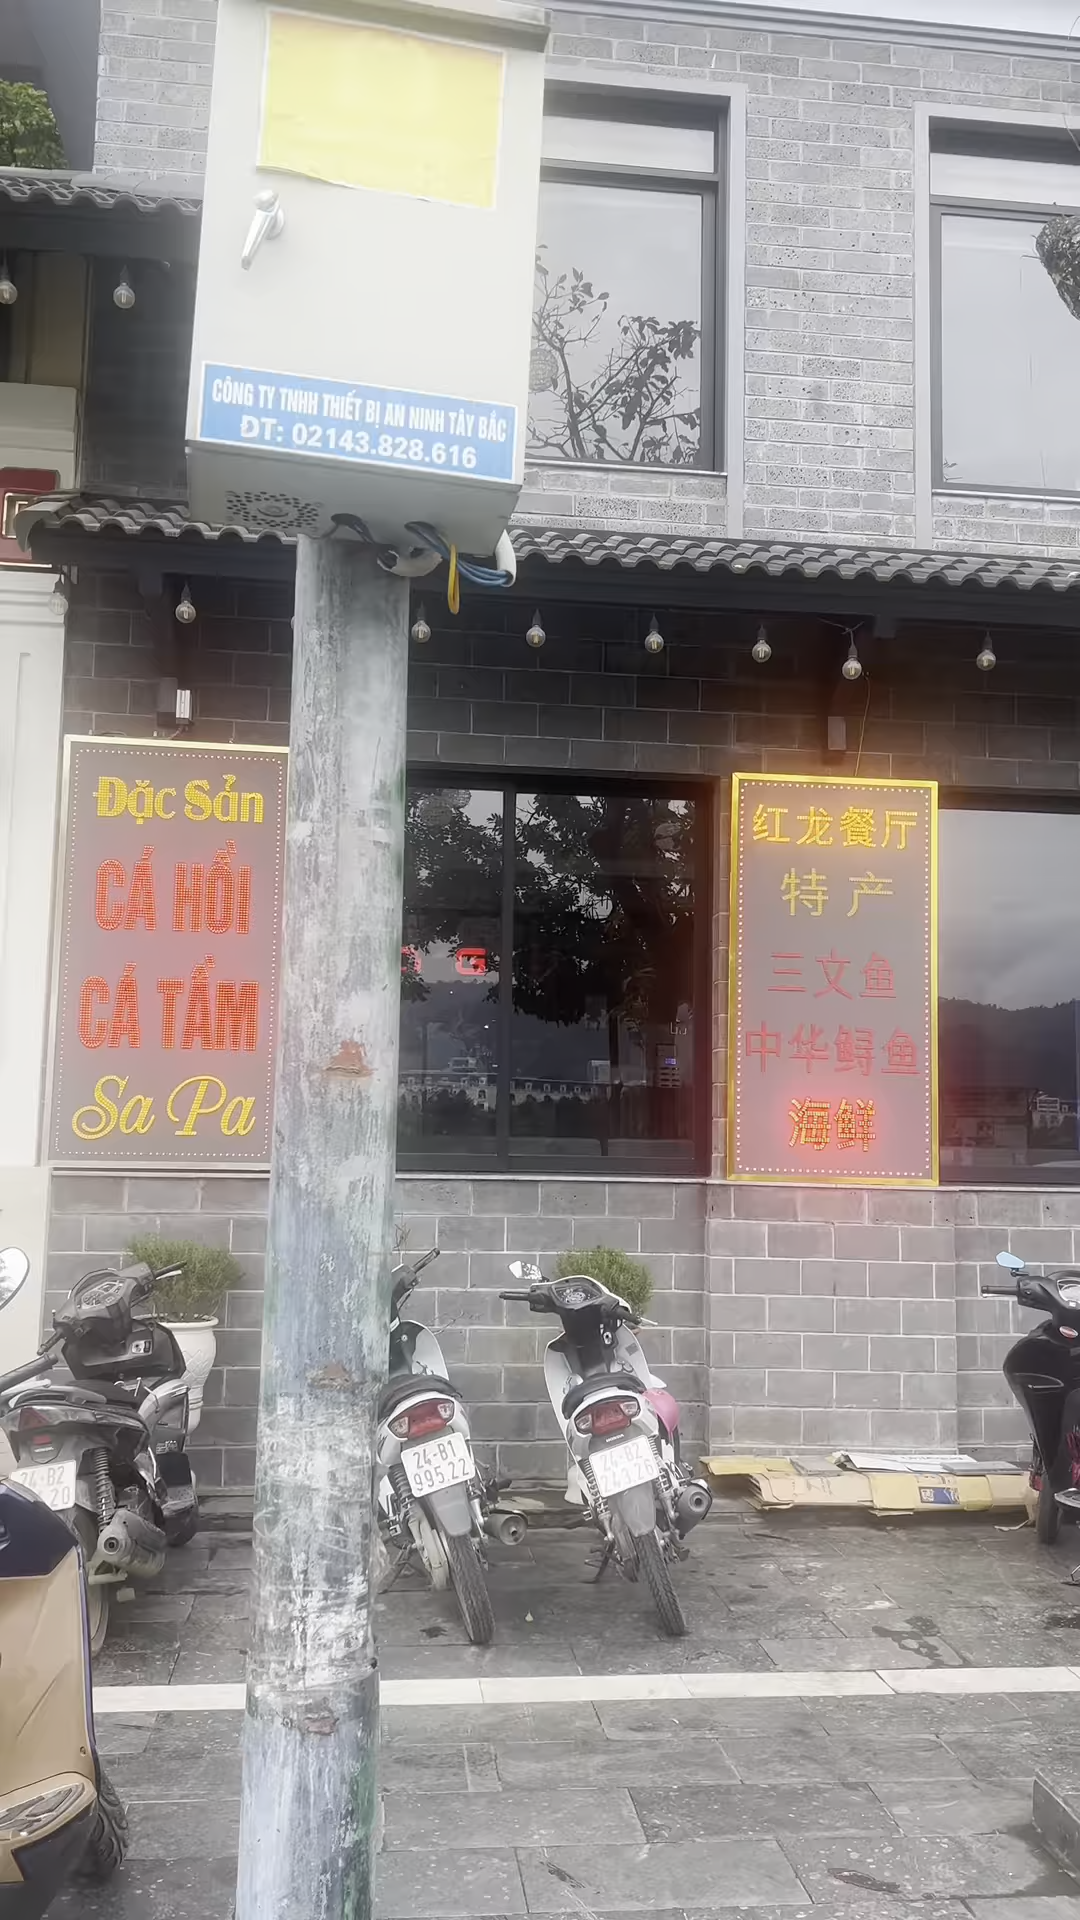 CÔNG TY TNHH THIẾT BỊ AN NINH TÂY BẮC
ĐT: 02143.828.616
Đặc Sản
CÁ HỒI
CÁ TẦM
Sa Pa
红龙餐厅
特产
三文鱼
中华鲟鱼
海鲜
24-B1
995.22
24-B2